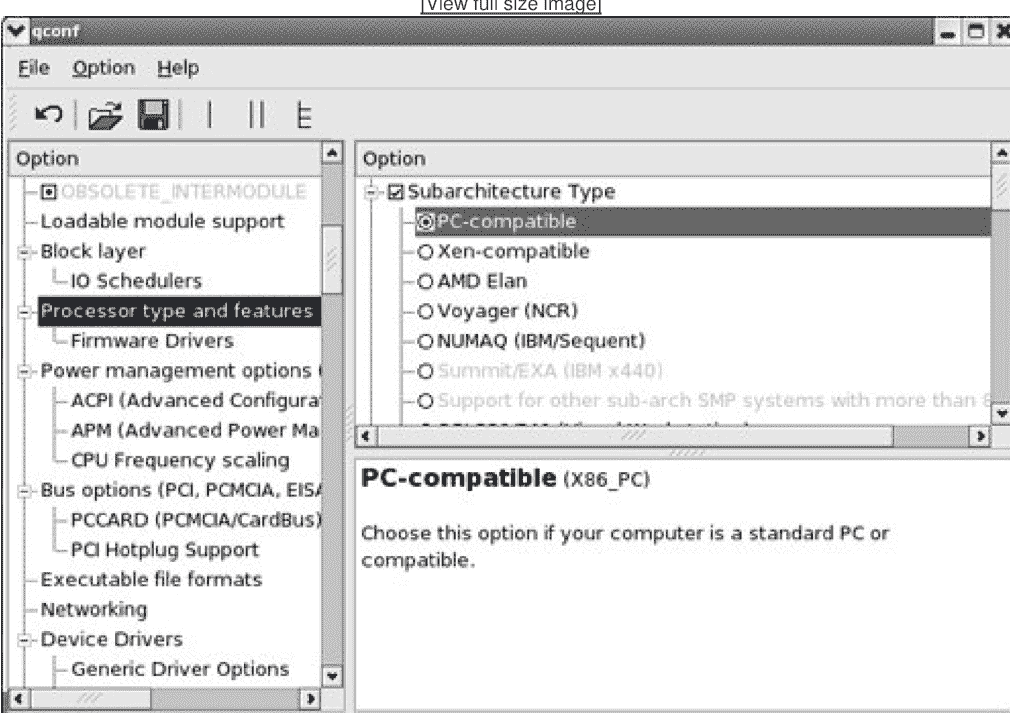 [View full size image]
qconf
File Option Help
Option
OBSOLETE_INTERMODULE
Loadable module support
Block layer
IO Schedulers
Processor type and features
Firmware Drivers
Power management options
ACPI (Advanced Configura
APM (Advanced Power Ma
CPU Frequency scaling
Bus options (PCI, PCMCIA, EISA
PCCARD (PCMCIA/CardBus)
PCI Hotplug Support
Executable file formats
Networking
Device Drivers
Generic Driver Options
Option
Subarchitecture Type
PC-compatible
Xen-compatible
AMD Elan
Voyager (NCR)
NUMAQ (IBM/Sequent)
Summit/EXA (IBM x440)
Support for other sub-arch SMP systems with more than
PC-compatible (X86_PC)
Choose this option if your computer is a standard PC or
compatible.